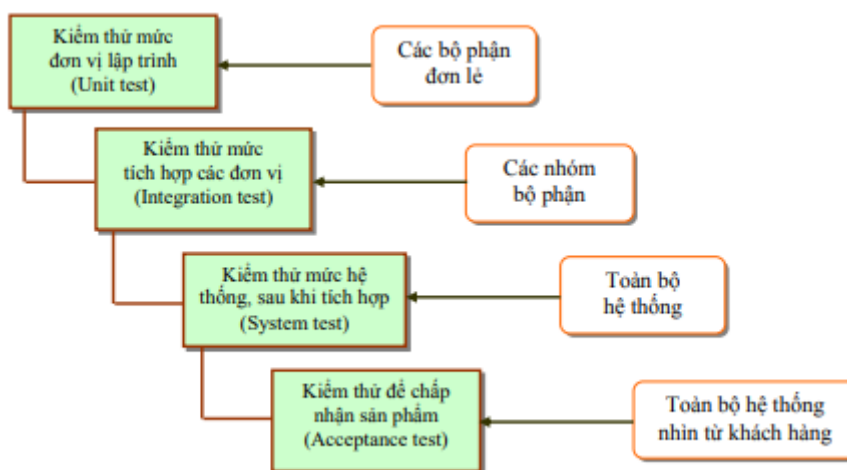 Kiểm thử mức
đơn vị lập trình
(Unit test)
Các bộ phận
đơn lẻ
Kiểm thử mức
tích hợp các đơn vị
(Integration test)
Các nhóm
bộ phận
Kiểm thử mức hệ
thống, sau khi tích hợp
(System test)
Toàn bộ
hệ thống
Kiểm thử để chấp
nhận sản phẩm
(Acceptance test)
Toàn bộ hệ thống
nhìn từ khách hàng